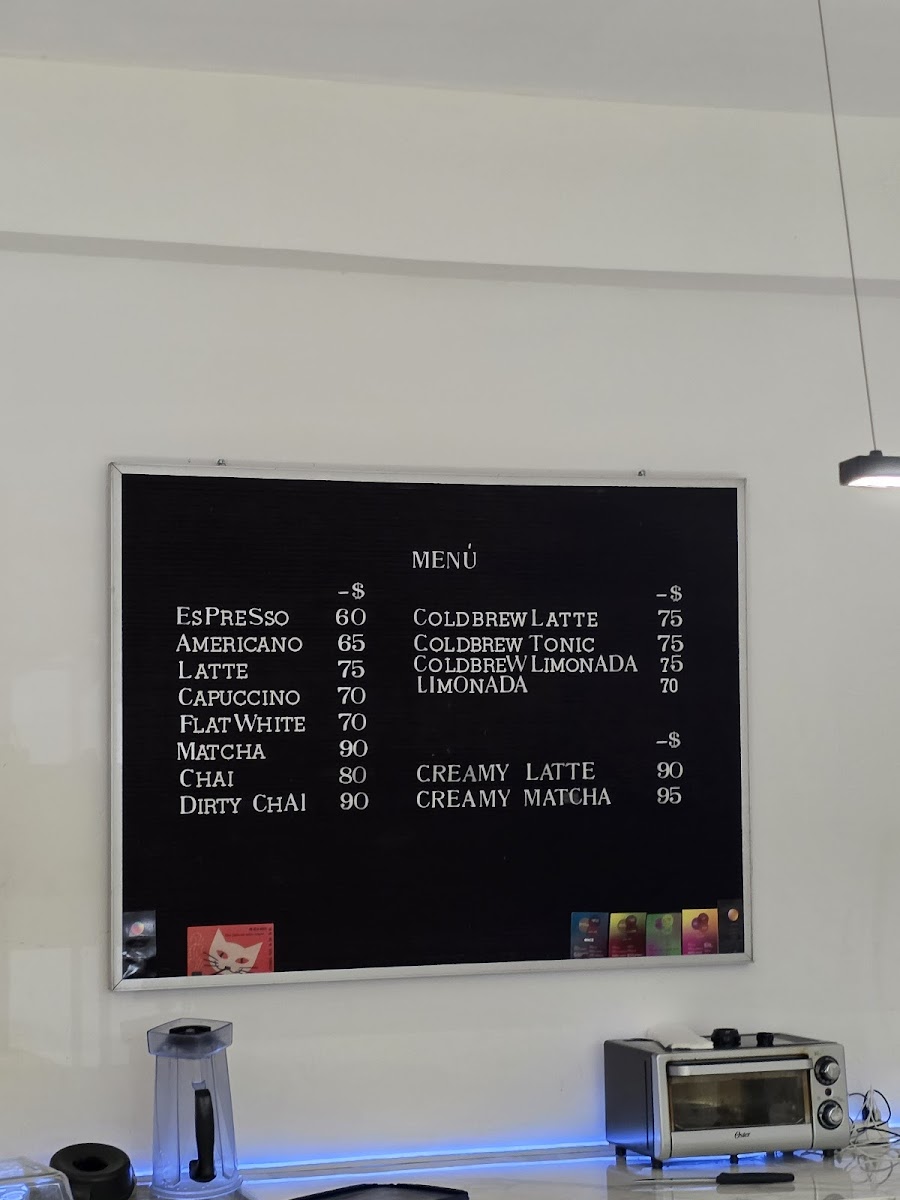 MENÚ
-$
EsPReSso 60
AMERICANO 65
LATTE 75
CAPUCCINO 70
FLAT WHITE 70
MATCHA 90
CHAI 80
DIRTY CHAI 90
-$
COLDBREW LATTE 75
COLDBREW TONIC 75
COLDBREW LIMONADA 75
LIMONADA 70
-$
CREAMY LATTE 90
CREAMY MATCHA 95
Oster